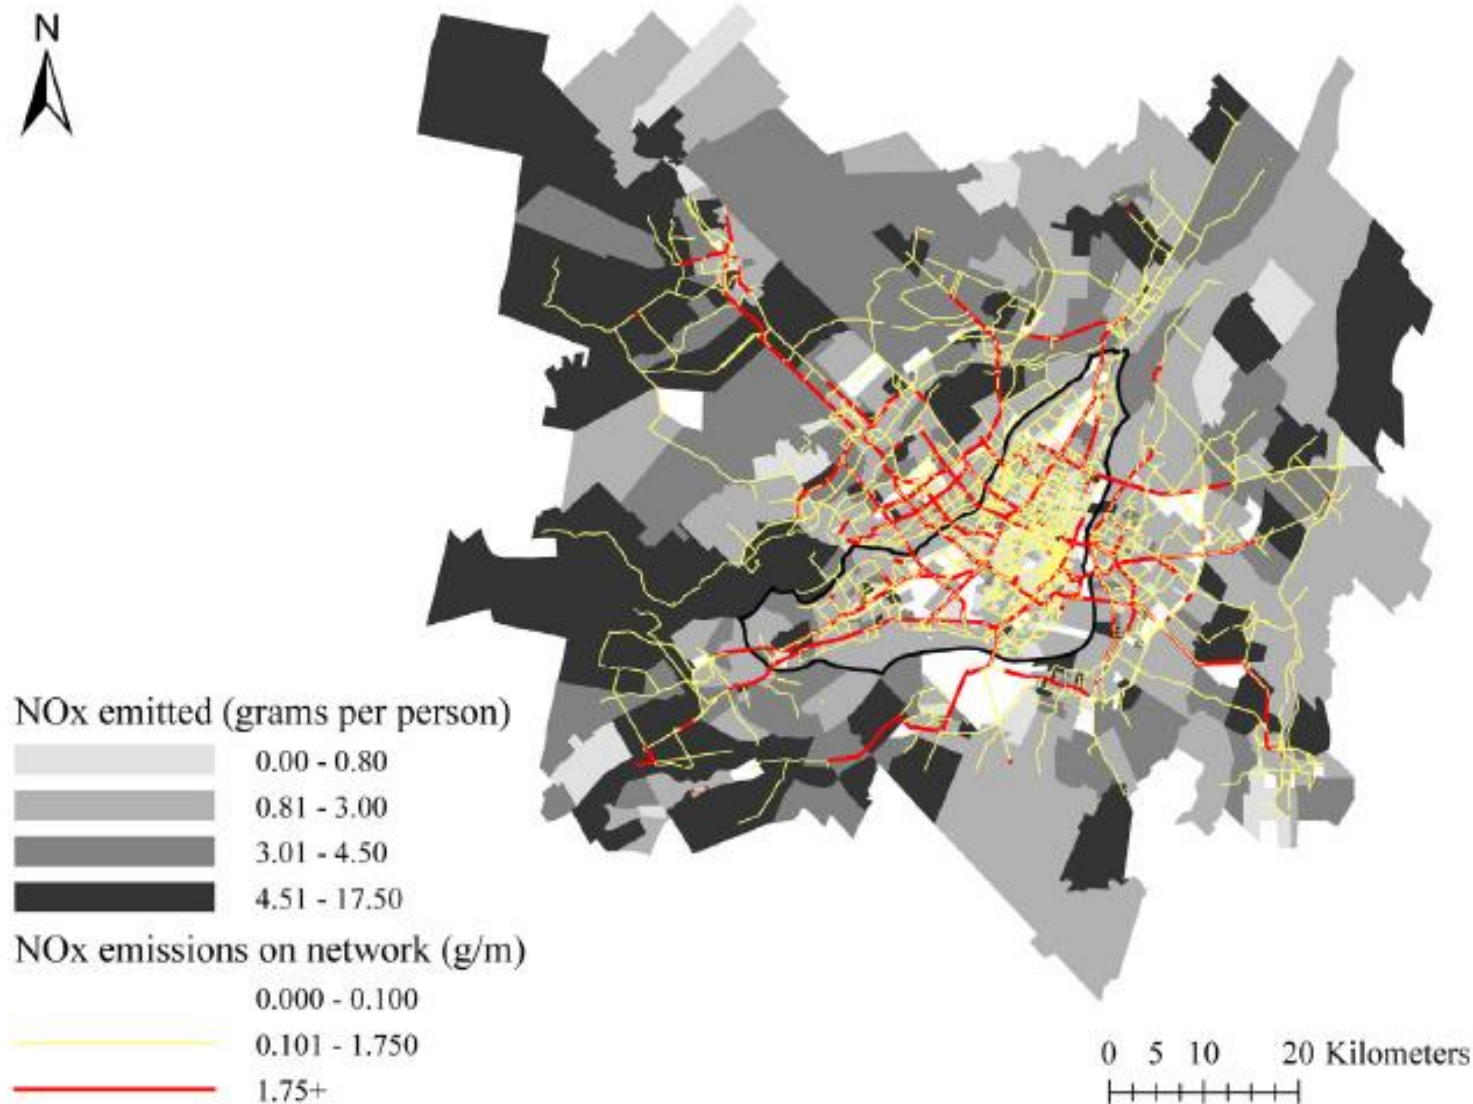 N
NOx emitted (grams per person)
0.00 - 0.80
0.81 - 3.00
3.01 - 4.50
4.51 - 17.50
NOx emissions on network (g/m)
0.000 - 0.100
0.101 - 1.750
1.75+
0 5 10 20 Kilometers